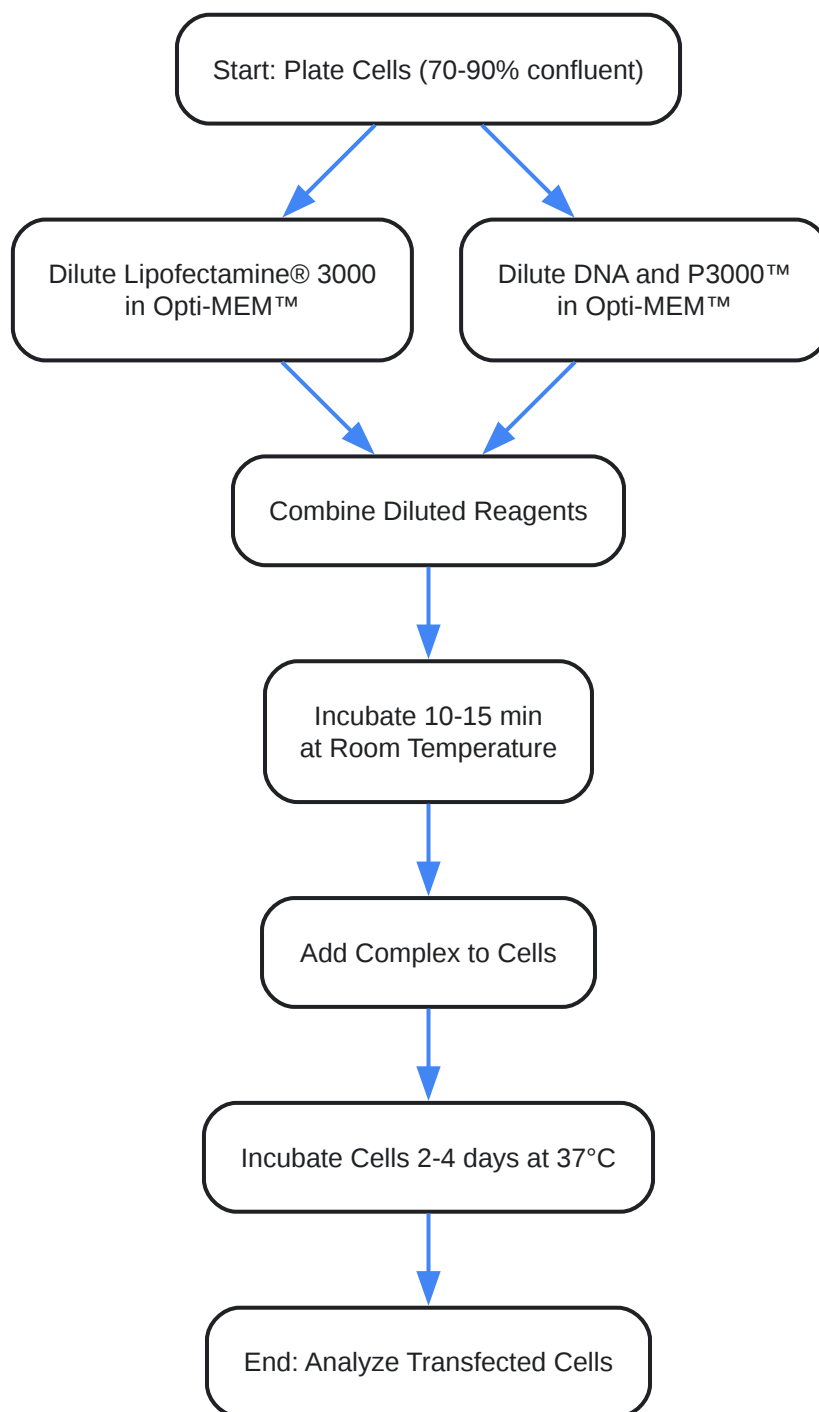 Start: Plate Cells (70-90% confluent)
Dilute Lipofectamine® 3000
in Opti-MEM™
Dilute DNA and P3000™
in Opti-MEM™
Combine Diluted Reagents
Incubate 10-15 min
at Room Temperature
Add Complex to Cells
Incubate Cells 2-4 days at 37°C
End: Analyze Transfected Cells